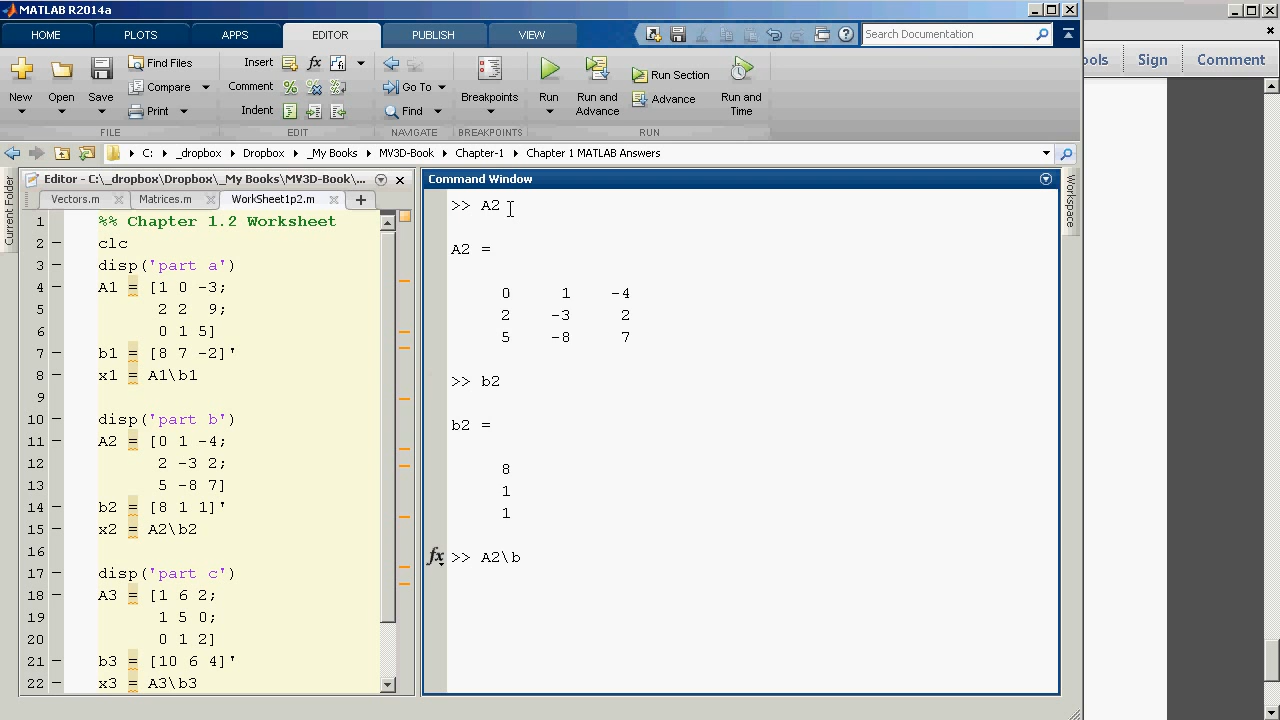 MATLAB R2014a
HOME PLOTS APPS EDITOR PUBLISH VIEW
Search Documentation
New
Open
Save
Find Files
Compare
Print
Insert
Comment
Indent
fx
Go To
Find
Breakpoints
Run
Run and
Advance
Run Section
Advance
Run and
Time
FILE EDIT NAVIGATE BREAKPOINTS RUN
C: _dropbox Dropbox _My Books MV3D-Book Chapter-1 Chapter 1 MATLAB Answers
Current Folder
Editor - C:\_dropbox\Dropbox\_My Books\MV3D-Book\...
Vectors.m Matrices.m WorkSheet1p2.m
1 %% Chapter 1.2 Worksheet
2 clc
3 disp('part a')
4 A1 = [1 0 -3;
5 2 2 9;
6 0 1 5]
7 b1 = [8 7 -2]'
8 x1 = A1\b1
9
10 disp('part b')
11 A2 = [0 1 -4;
12 2 -3 2;
13 5 -8 7]
14 b2 = [8 1 1]'
15 x2 = A2\b2
16
17 disp('part c')
18 A3 = [1 6 2;
19 1 5 0;
20 0 1 2]
21 b3 = [10 6 4]'
22 x3 = A3\b3
Command Window
>> A2
A2 =
0 1 -4
2 -3 2
5 -8 7
>> b2
b2 =
8
1
1
fx >> A2\b
Workspace
ools Sign Comment